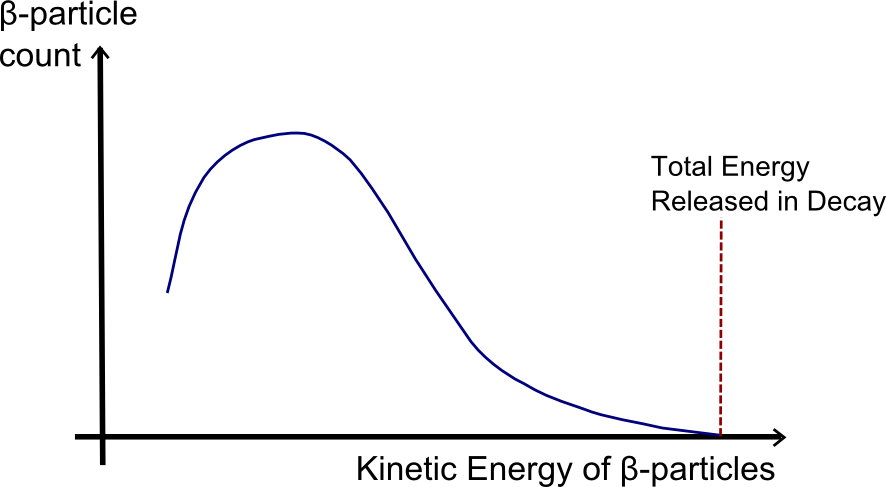 β-particle
count
Total Energy
Released in Decay
Kinetic Energy of β-particles